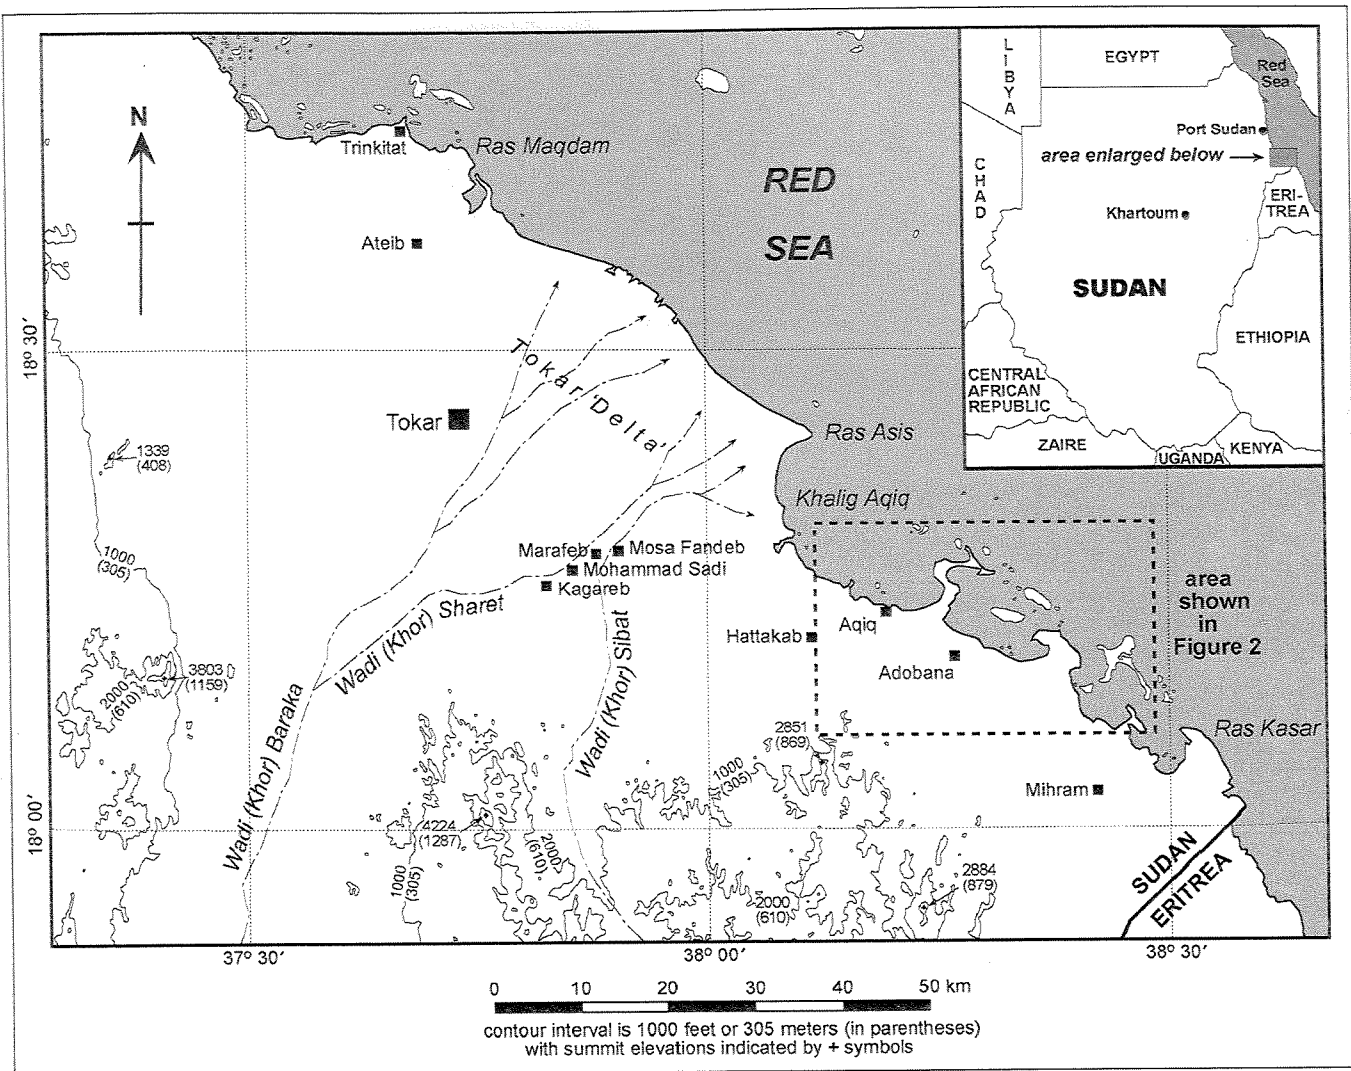 N
Trinkitat
Ras Maqdam
RED
SEA
Ateib
18º 30′
Tokar
Tokar 'Delta'
Ras Asis
Khalig Aqiq
1339
(408)
1000
(305)
Marafeb
Mosa Fandeb
Mohammad Sadi
Kagareb
Wadi (Khor) Sharet
Wadi (Khor) Sibat
Wadi (Khor) Baraka
Hattakab
Aqiq
Adobana
area
shown
in
Figure 2
Ras Kasar
3803
(1159)
2000
(610)
2851
(869)
1000
(305)
Mihram
18º 00′
4224
(1287)
2000
(610)
1000
(305)
2000
(610)
2884
(879)
SUDAN
ERITREA
37º 30′
38º 00′
38º 30′
LIBYA
EGYPT
Red
Sea
Port Sudan
area enlarged below
CHAD
ERI-
TREA
Khartoum
SUDAN
ETHIOPIA
CENTRAL
AFRICAN
REPUBLIC
ZAIRE
UGANDA
KENYA
0 10 20 30 40 50 km
contour interval is 1000 feet or 305 meters (in parentheses)
with summit elevations indicated by + symbols